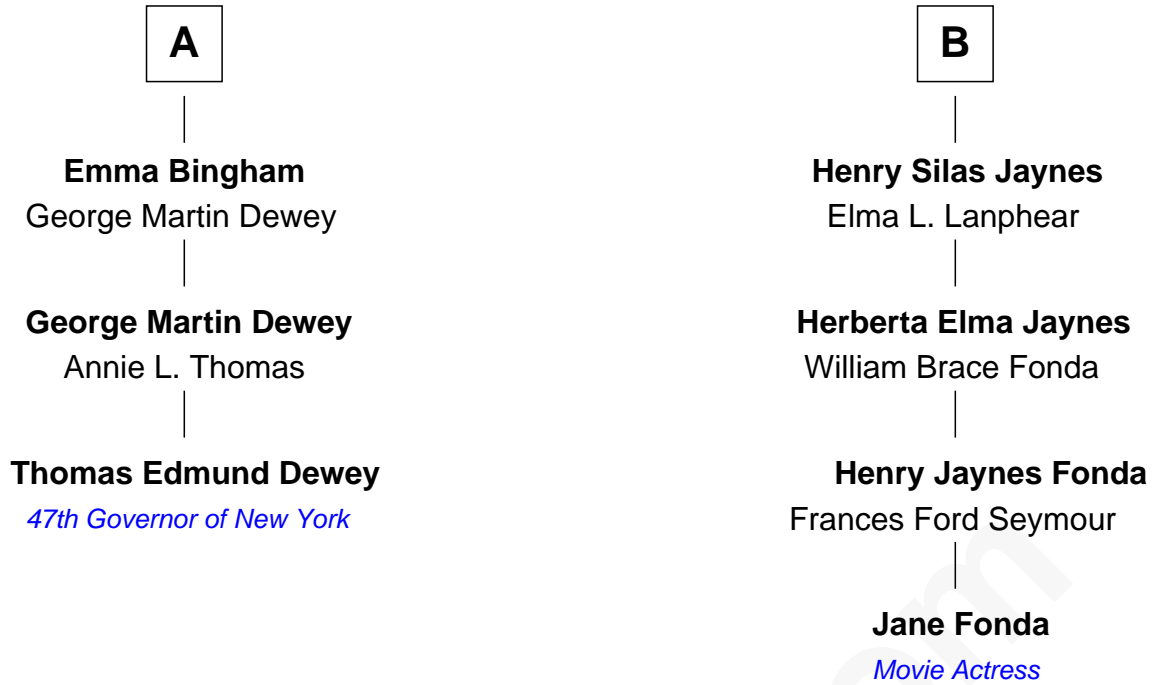 A
Emma Bingham
George Martin Dewey
George Martin Dewey
Annie L. Thomas
Thomas Edmund Dewey
47th Governor of New York
B
Henry Silas Jaynes
Elma L. Lanphear
Herberta Elma Jaynes
William Brace Fonda
Henry Jaynes Fonda
Frances Ford Seymour
Jane Fonda
Movie Actress